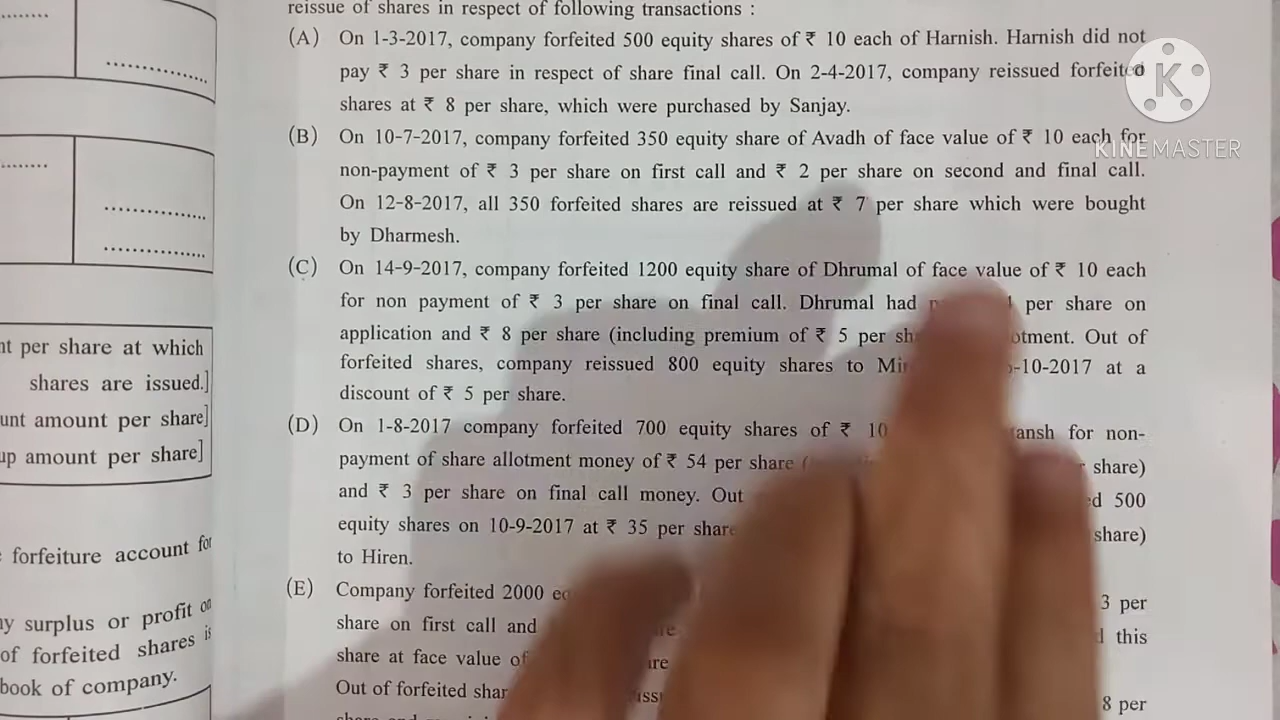 reissue of shares in respect of following transactions :
(A) On 1-3-2017, company forfeited 500 equity shares of ₹ 10 each of Harnish. Harnish did not
pay ₹ 3 per share in respect of share final call. On 2-4-2017, company reissued forfeited
shares at ₹ 8 per share, which were purchased by Sanjay.
(B) On 10-7-2017, company forfeited 350 equity share of Avadh of face value of ₹ 10 each for
non-payment of ₹ 3 per share on first call and ₹ 2 per share on second and final call.
On 12-8-2017, all 350 forfeited shares are reissued at ₹ 7 per share which were bought
by Dharmesh.
(C) On 14-9-2017, company forfeited 1200 equity share of Dhrumal of face value of ₹ 10 each
for non payment of ₹ 3 per share on final call. Dhrumal had per share on
application and ₹ 8 per share (including premium of ₹ 5 per Out of
forfeited shares, company reissued 800 equity shares to -10-2017 at a
discount of ₹ 5 per share.
(D) On 1-8-2017 company forfeited 700 equity shares of ₹ 10 for non-
payment of share allotment money of ₹ 54 per share share)
and ₹ 3 per share on final call money. Out 500
equity shares on 10-9-2017 at ₹ 35 per share share)
to Hiren.
(E) Company forfeited 2000 3 per
share on first call and this
share at face value of
Out of forfeited 8 per
KINEMASTER
K
per share at which
shares are issued.]
amount per share]
amount per share]
forfeiture account for
surplus or profit on
of forfeited shares is
book of company.